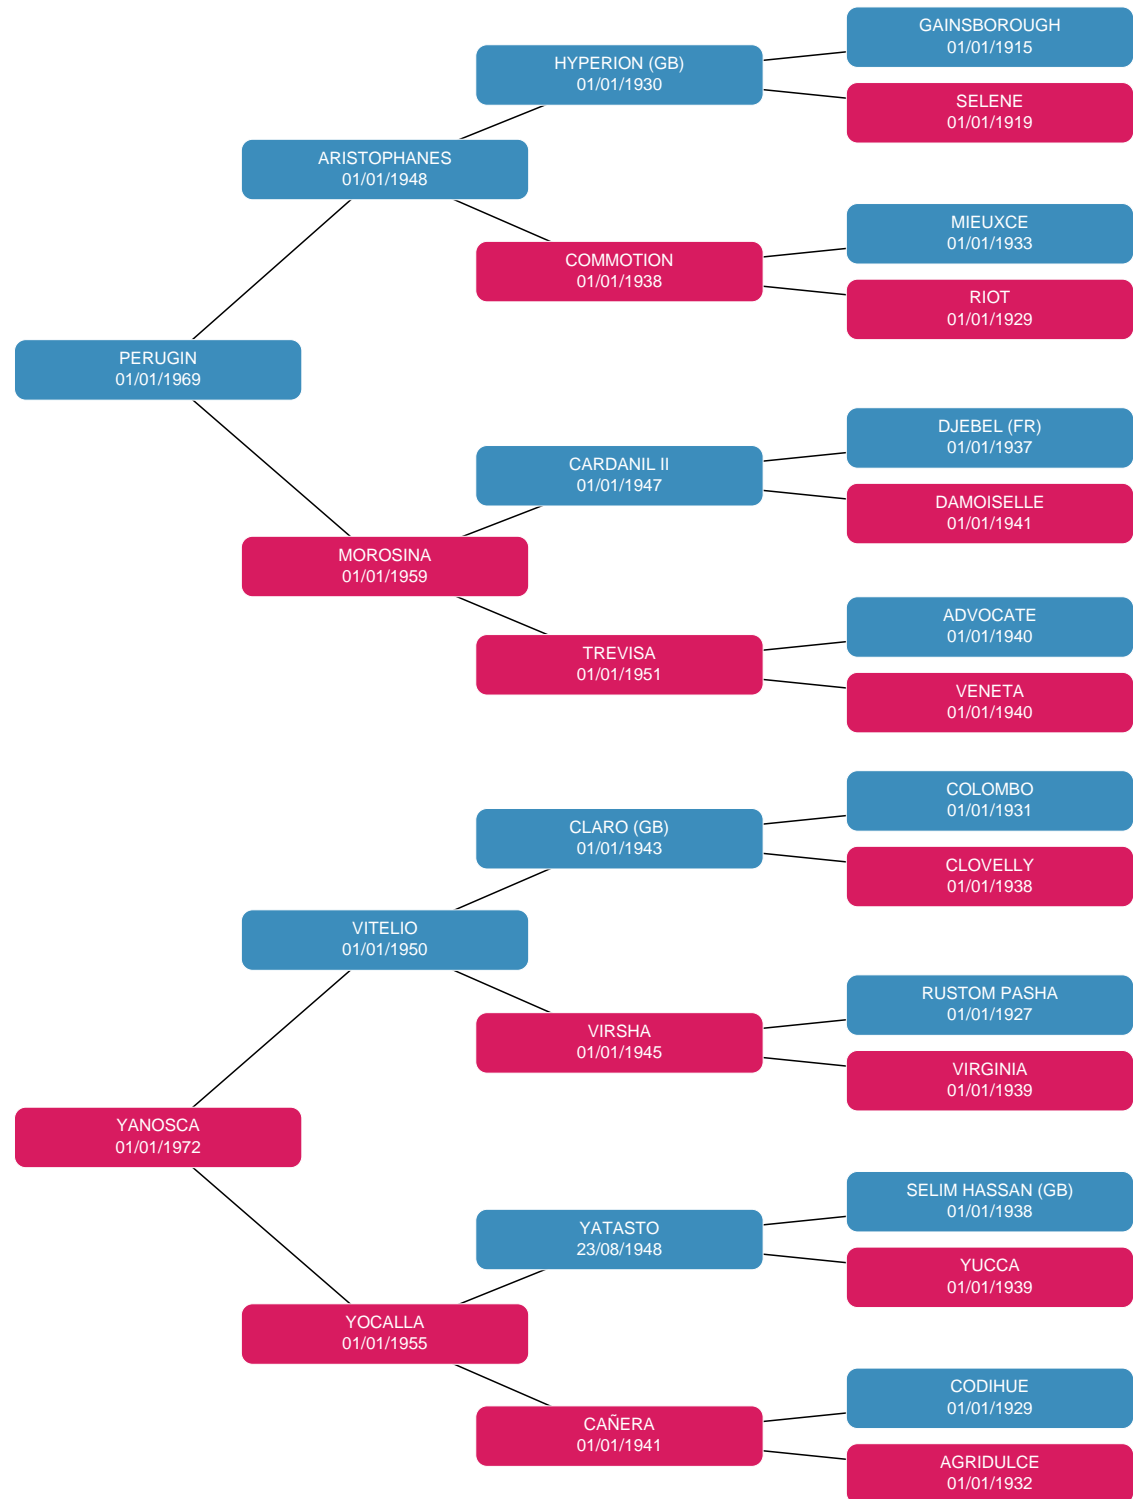 GAINSBOROUGH
01/01/1915
HYPERION (GB)
01/01/1930
SELENE
01/01/1919
ARISTOPHANES
01/01/1948
MIEUXCE
01/01/1933
COMMOTION
01/01/1938
RIOT
01/01/1929
PERUGIN
01/01/1969
DJEBEL (FR)
01/01/1937
CARDANIL II
01/01/1947
DAMOISELLE
01/01/1941
MOROSINA
01/01/1959
ADVOCATE
01/01/1940
TREVISA
01/01/1951
VENETA
01/01/1940
COLOMBO
01/01/1931
CLARO (GB)
01/01/1943
CLOVELLY
01/01/1938
VITELIO
01/01/1950
RUSTOM PASHA
01/01/1927
VIRSHA
01/01/1945
VIRGINIA
01/01/1939
YANOSCA
01/01/1972
SELIM HASSAN (GB)
01/01/1938
YATASTO
23/08/1948
YUCCA
01/01/1939
YOCALLA
01/01/1955
CODIHUE
01/01/1929
CAÑERA
01/01/1941
AGRIDULCE
01/01/1932